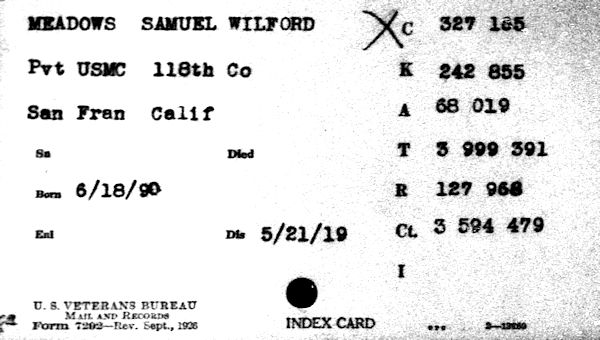 MEADOWS SAMUEL WILFORD C 327 165
Pvt USMC 118th Co K 242 855
San Fran Calif A 68 019
Sn Died T 3 999 391
Born 6/18/90 R 127 968
Enl Dis 5/21/19 Ct. 3 594 479
I
U. S. VETERANS BUREAU
MAIL AND RECORDS
Form 7202—Rev. Sept., 1926 INDEX CARD